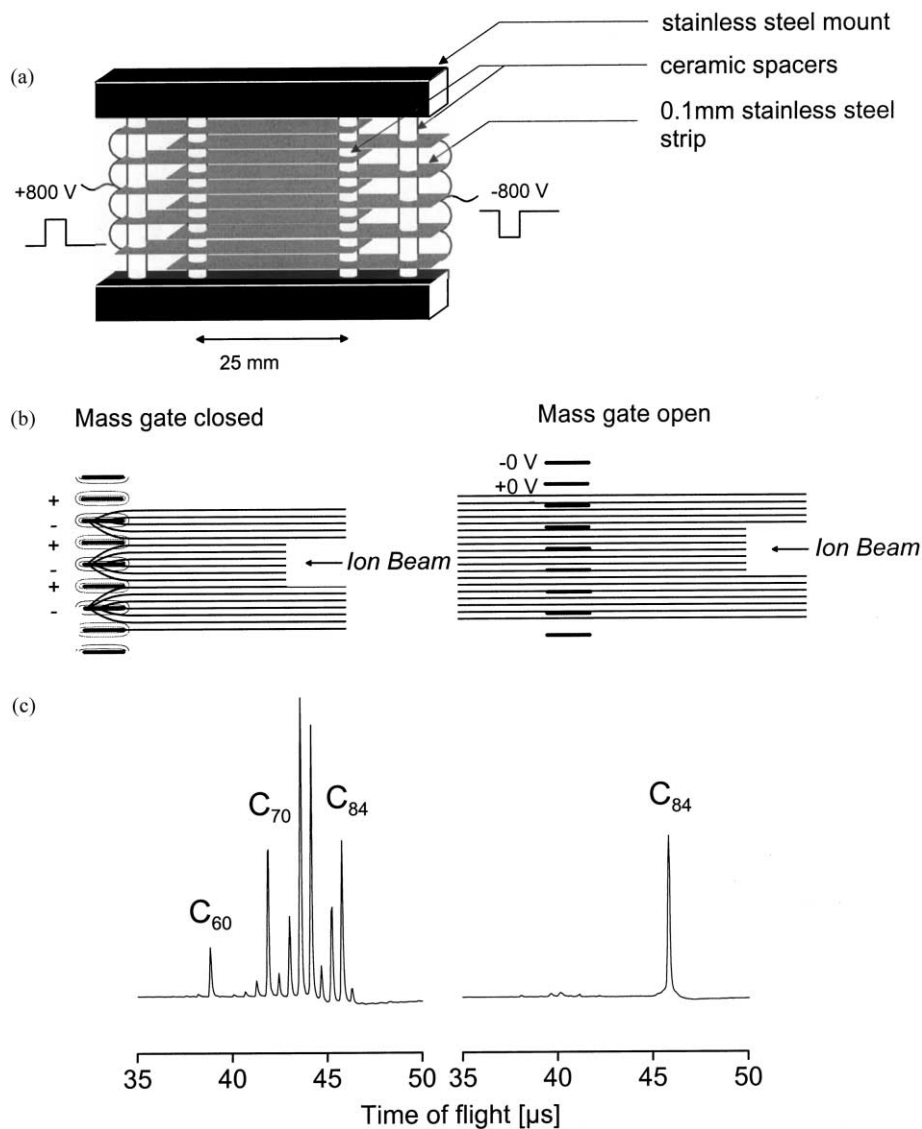 (a)
stainless steel mount
ceramic spacers
0.1mm stainless steel
strip
+800 V
-800 V
25 mm
(b)
Mass gate closed
Mass gate open
-0 V
+0 V
+
-
+
-
+
-
Ion Beam
Ion Beam
(c)
C60
C70
C84
C84
35 40 45 50 35 40 45 50
Time of flight [µs]